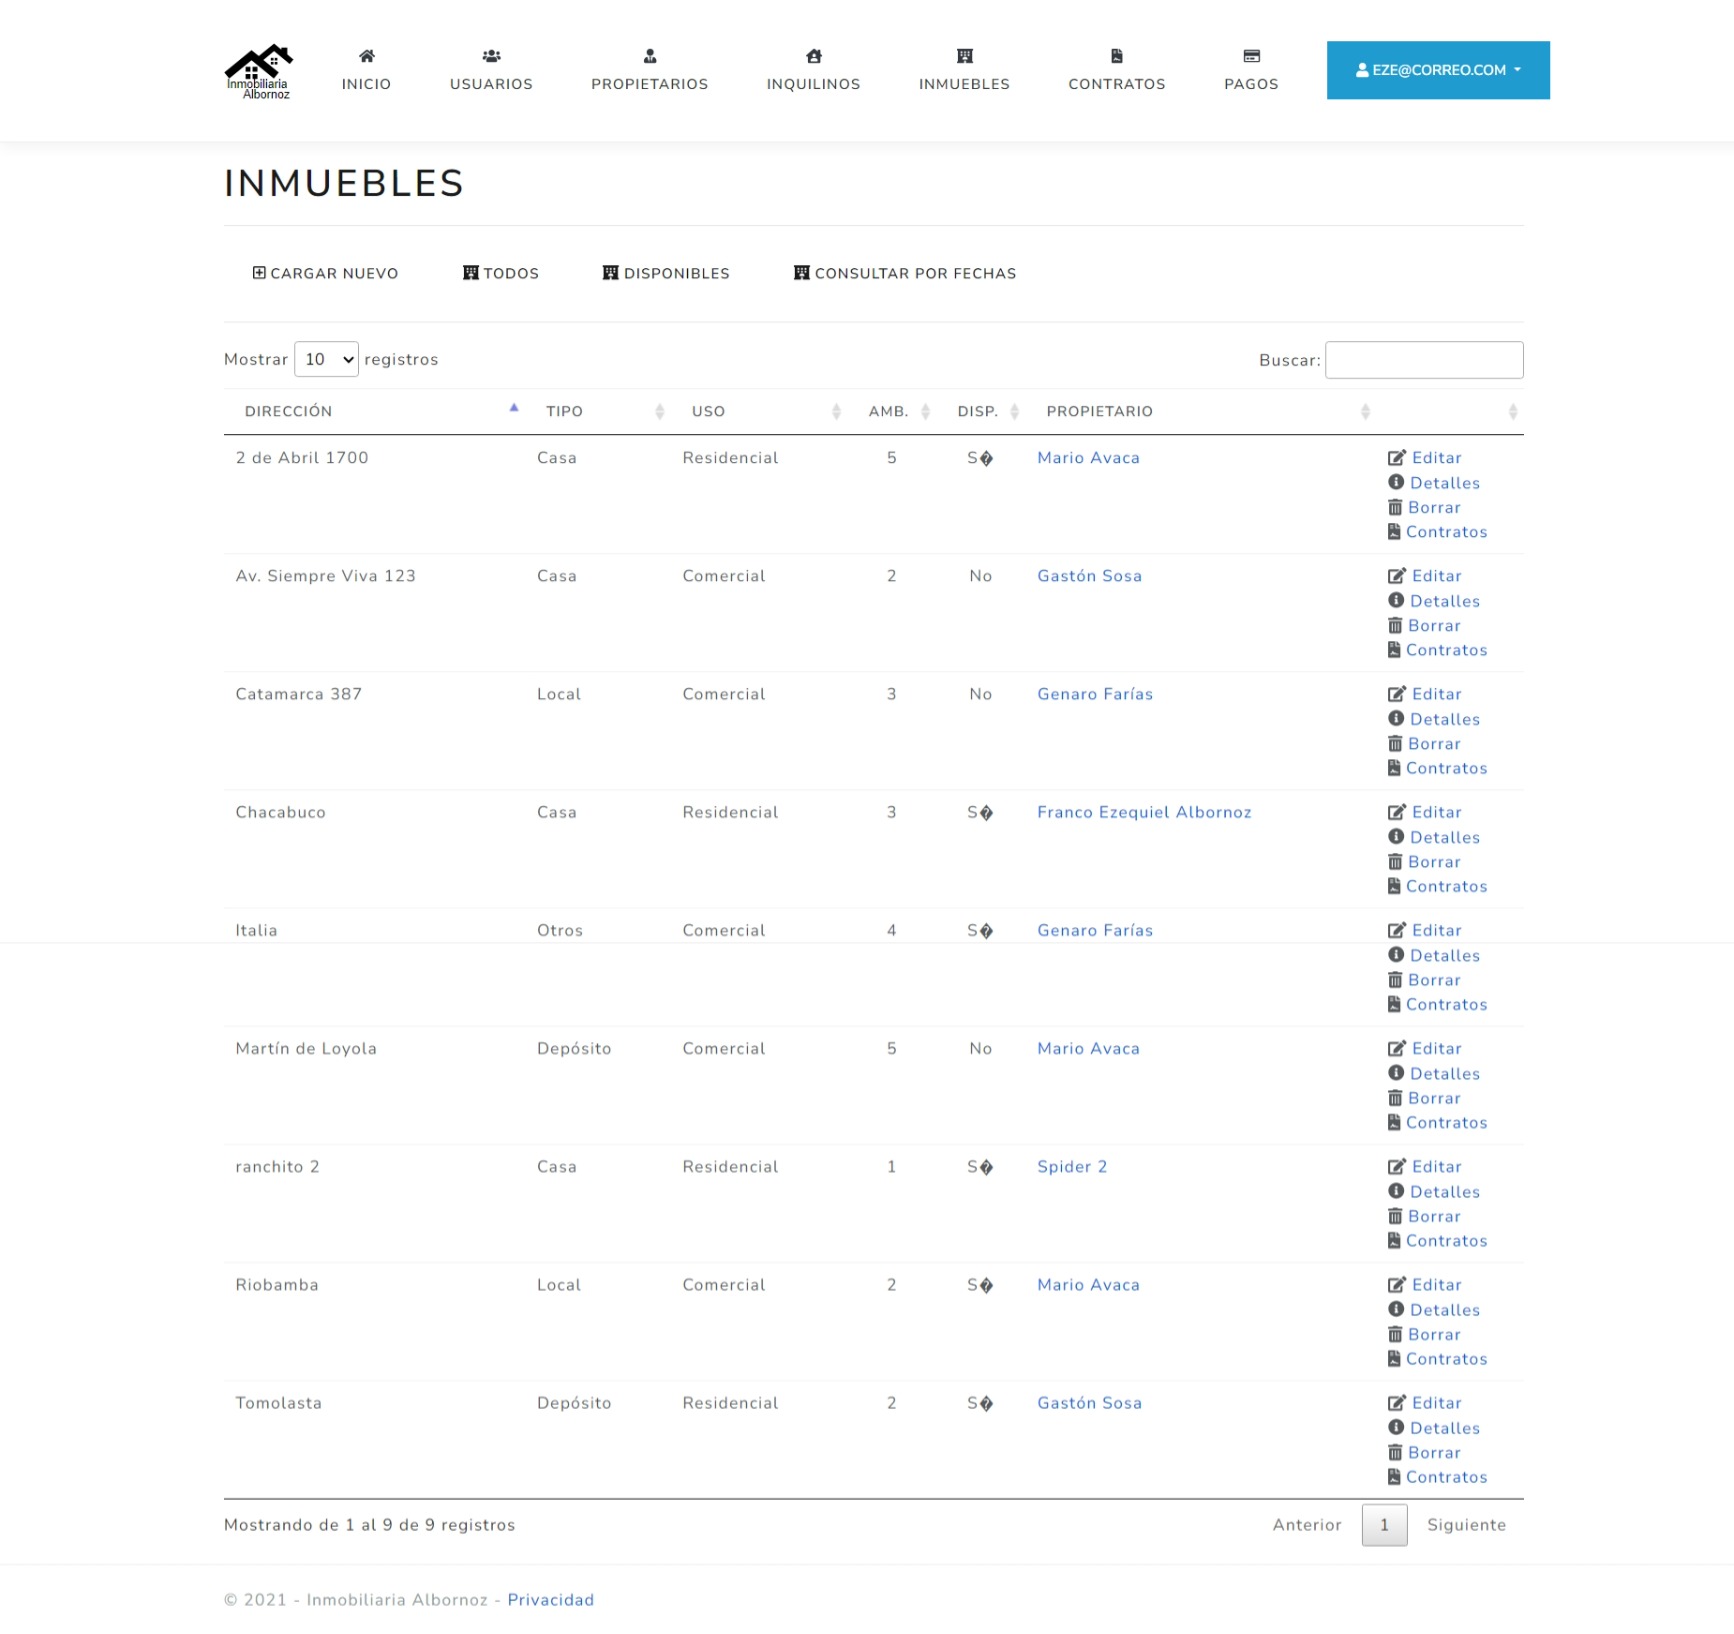 Inmobiliaria
Albornoz
INICIO
USUARIOS
PROPIETARIOS
INQUILINOS
INMUEBLES
CONTRATOS
PAGOS
EZE@CORREO.COM
INMUEBLES
CARGAR NUEVO TODOS DISPONIBLES CONSULTAR POR FECHAS
Mostrar 10 registros Buscar:
DIRECCIÓN TIPO USO AMB. DISP. PROPIETARIO
2 de Abril 1700 Casa Residencial 5 S� Mario Avaca Editar
Detalles
Borrar
Contratos
Av. Siempre Viva 123 Casa Comercial 2 No Gastón Sosa Editar
Detalles
Borrar
Contratos
Catamarca 387 Local Comercial 3 No Genaro Farías Editar
Detalles
Borrar
Contratos
Chacabuco Casa Residencial 3 S� Franco Ezequiel Albornoz Editar
Detalles
Borrar
Contratos
Italia Otros Comercial 4 S� Genaro Farías Editar
Detalles
Borrar
Contratos
Martín de Loyola Depósito Comercial 5 No Mario Avaca Editar
Detalles
Borrar
Contratos
ranchito 2 Casa Residencial 1 S� Spider 2 Editar
Detalles
Borrar
Contratos
Riobamba Local Comercial 2 S� Mario Avaca Editar
Detalles
Borrar
Contratos
Tomolasta Depósito Residencial 2 S� Gastón Sosa Editar
Detalles
Borrar
Contratos
Mostrando de 1 al 9 de 9 registros Anterior 1 Siguiente
© 2021 - Inmobiliaria Albornoz - Privacidad